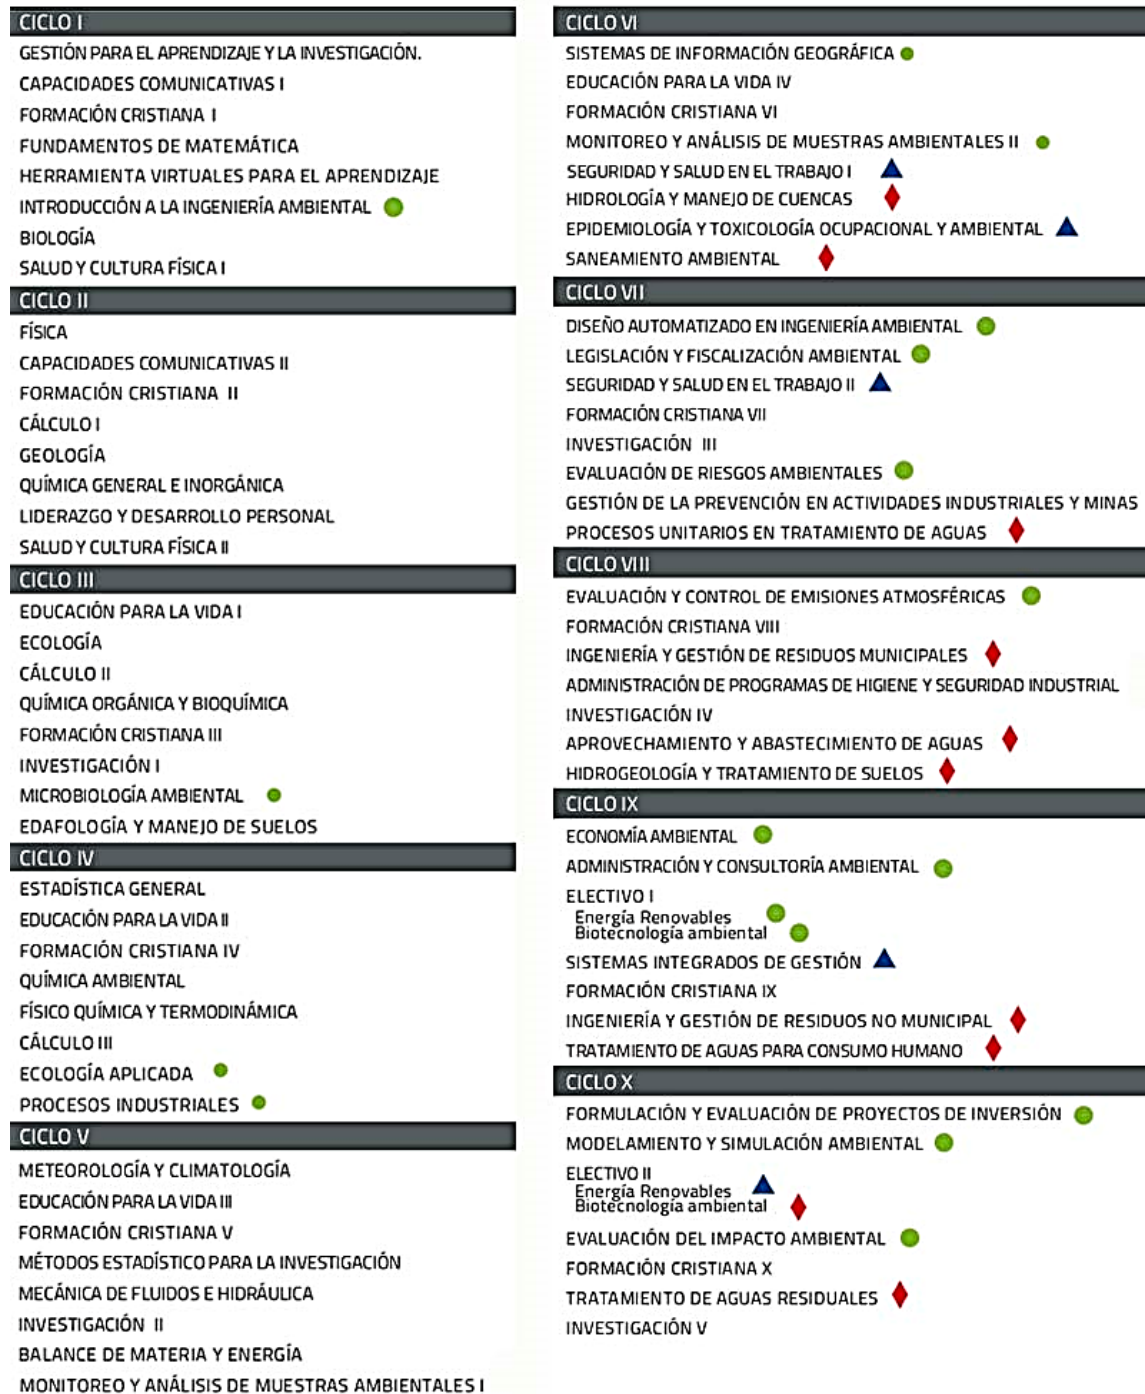 CICLO I
GESTIÓN PARA EL APRENDIZAJE Y LA INVESTIGACIÓN.
CAPACIDADES COMUNICATIVAS I
FORMACIÓN CRISTIANA I
FUNDAMENTOS DE MATEMÁTICA
HERRAMIENTA VIRTUALES PARA EL APRENDIZAJE
INTRODUCCIÓN A LA INGENIERÍA AMBIENTAL
BIOLOGÍA
SALUD Y CULTURA FÍSICA I
CICLO II
FÍSICA
CAPACIDADES COMUNICATIVAS II
FORMACIÓN CRISTIANA II
CÁLCULO I
GEOLOGÍA
QUÍMICA GENERAL E INORGÁNICA
LIDERAZGO Y DESARROLLO PERSONAL
SALUD Y CULTURA FÍSICA II
CICLO III
EDUCACIÓN PARA LA VIDA I
ECOLOGÍA
CÁLCULO II
QUÍMICA ORGÁNICA Y BIOQUÍMICA
FORMACIÓN CRISTIANA III
INVESTIGACIÓN I
MICROBIOLOGÍA AMBIENTAL
EDAFOLOGÍA Y MANEJO DE SUELOS
CICLO IV
ESTADÍSTICA GENERAL
EDUCACIÓN PARA LA VIDA II
FORMACIÓN CRISTIANA IV
QUÍMICA AMBIENTAL
FÍSICO QUÍMICA Y TERMODINÁMICA
CÁLCULO III
ECOLOGÍA APLICADA
PROCESOS INDUSTRIALES
CICLO V
METEOROLOGÍA Y CLIMATOLOGÍA
EDUCACIÓN PARA LA VIDA III
FORMACIÓN CRISTIANA V
MÉTODOS ESTADÍSTICO PARA LA INVESTIGACIÓN
MECÁNICA DE FLUIDOS E HIDRÁULICA
INVESTIGACIÓN II
BALANCE DE MATERIA Y ENERGÍA
MONITOREO Y ANÁLISIS DE MUESTRAS AMBIENTALES I
CICLO VI
SISTEMAS DE INFORMACIÓN GEOGRÁFICA
EDUCACIÓN PARA LA VIDA IV
FORMACIÓN CRISTIANA VI
MONITOREO Y ANÁLISIS DE MUESTRAS AMBIENTALES II
SEGURIDAD Y SALUD EN EL TRABAJO I
HIDROLOGÍA Y MANEJO DE CUENCAS
EPIDEMIOLOGÍA Y TOXICOLOGÍA OCUPACIONAL Y AMBIENTAL
SANEAMIENTO AMBIENTAL
CICLO VII
DISEÑO AUTOMATIZADO EN INGENIERÍA AMBIENTAL
LEGISLACIÓN Y FISCALIZACIÓN AMBIENTAL
SEGURIDAD Y SALUD EN EL TRABAJO II
FORMACIÓN CRISTIANA VII
INVESTIGACIÓN III
EVALUACIÓN DE RIESGOS AMBIENTALES
GESTIÓN DE LA PREVENCIÓN EN ACTIVIDADES INDUSTRIALES Y MINAS
PROCESOS UNITARIOS EN TRATAMIENTO DE AGUAS
CICLO VIII
EVALUACIÓN Y CONTROL DE EMISIONES ATMOSFÉRICAS
FORMACIÓN CRISTIANA VIII
INGENIERÍA Y GESTIÓN DE RESIDUOS MUNICIPALES
ADMINISTRACIÓN DE PROGRAMAS DE HIGIENE Y SEGURIDAD INDUSTRIAL
INVESTIGACIÓN IV
APROVECHAMIENTO Y ABASTECIMIENTO DE AGUAS
HIDROGEOLOGÍA Y TRATAMIENTO DE SUELOS
CICLO IX
ECONOMÍA AMBIENTAL
ADMINISTRACIÓN Y CONSULTORÍA AMBIENTAL
ELECTIVO I
Energía Renovables
Biotecnología ambiental
SISTEMAS INTEGRADOS DE GESTIÓN
FORMACIÓN CRISTIANA IX
INGENIERÍA Y GESTIÓN DE RESIDUOS NO MUNICIPAL
TRATAMIENTO DE AGUAS PARA CONSUMO HUMANO
CICLO X
FORMULACIÓN Y EVALUACIÓN DE PROYECTOS DE INVERSIÓN
MODELAMIENTO Y SIMULACIÓN AMBIENTAL
ELECTIVO II
Energía Renovables
Biotecnología ambiental
EVALUACIÓN DEL IMPACTO AMBIENTAL
FORMACIÓN CRISTIANA X
TRATAMIENTO DE AGUAS RESIDUALES
INVESTIGACIÓN V